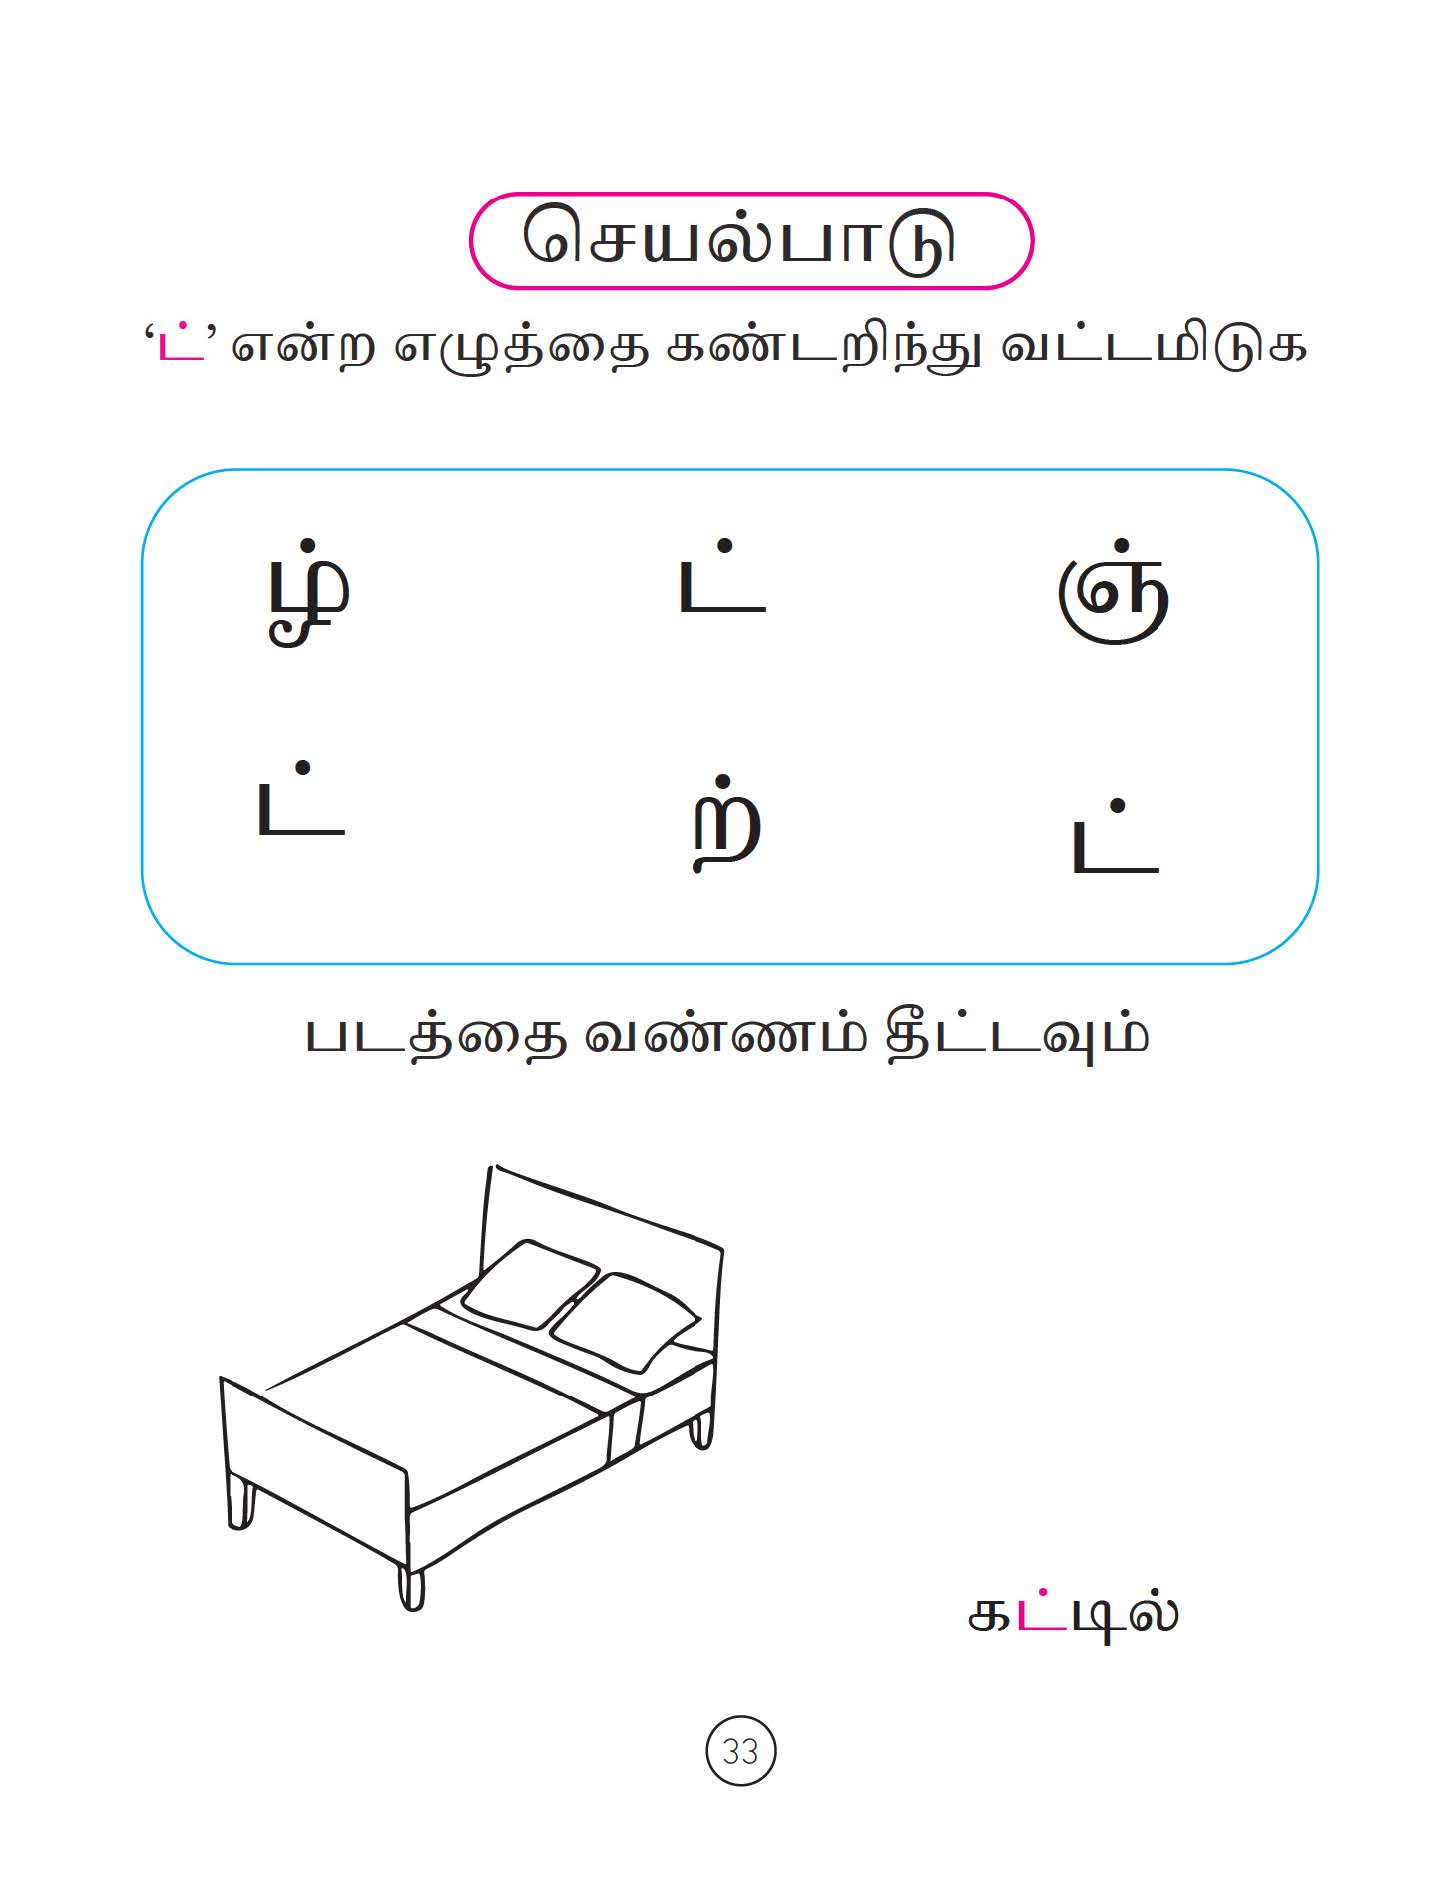 செயல்பாடு
‘ட்’ என்ற எழுத்தை கண்டறிந்து வட்டமிடுக
ழ் ட் ஞ்
ட் ற் ட்
படத்தை வண்ணம் தீட்டவும்
கட்டில்
33